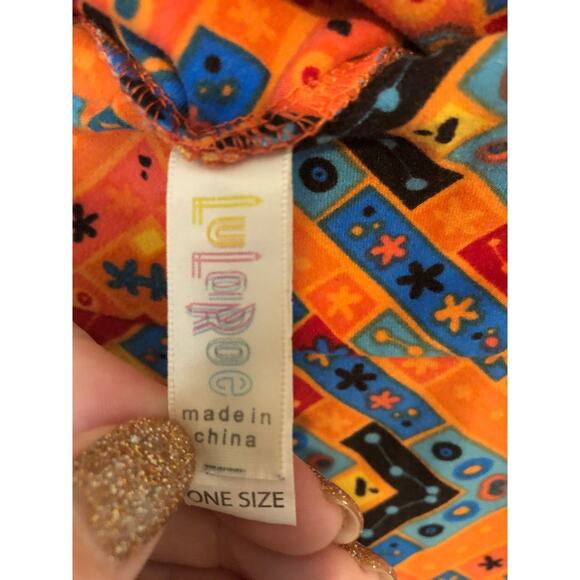 LuLaRoe
made in
china
ONE SIZE